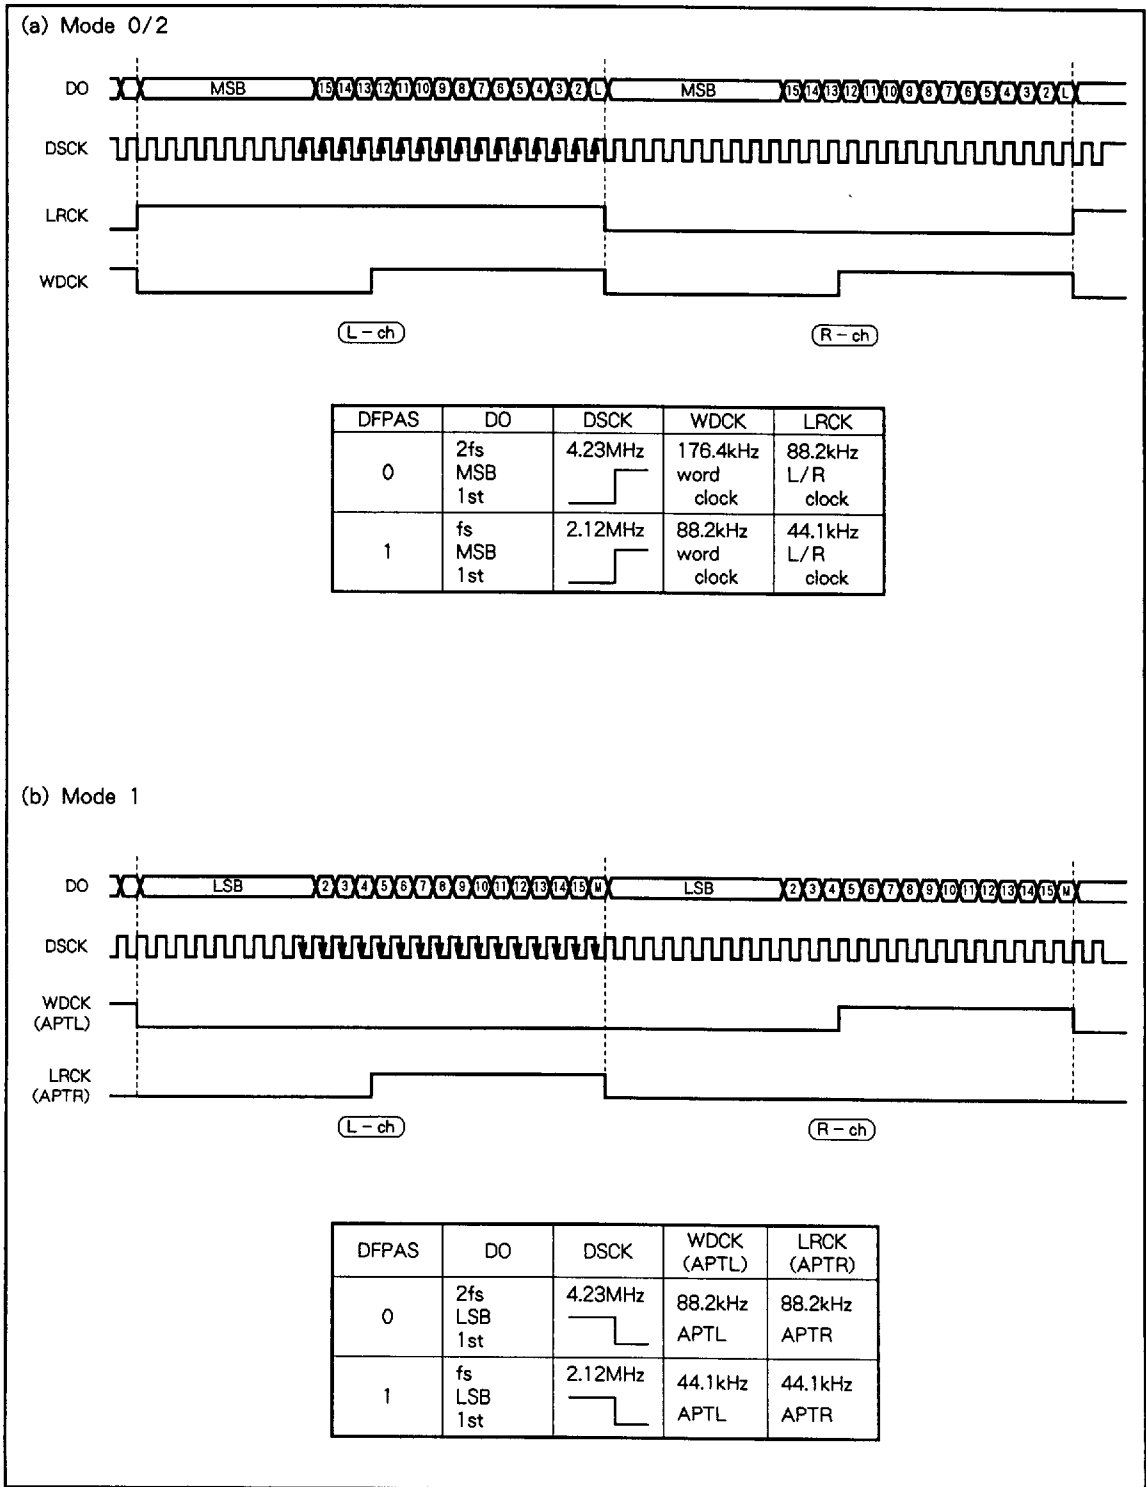 (a) Mode 0/2
DO MSB 15 14 13 12 11 10 9 8 7 6 5 4 3 2 L MSB 15 14 13 12 11 10 9 8 7 6 5 4 3 2 L
DSCK
LRCK
WDCK
L - ch R - ch
DFPAS DO DSCK WDCK LRCK
0 2fs MSB 1st 4.23MHz 176.4kHz word clock 88.2kHz L/R clock
1 fs MSB 1st 2.12MHz 88.2kHz word clock 44.1kHz L/R clock
(b) Mode 1
DO LSB 2 3 4 5 6 7 8 9 10 11 12 13 14 15 M LSB 2 3 4 5 6 7 8 9 10 11 12 13 14 15 M
DSCK
WDCK
(APTL)
LRCK
(APTR)
L - ch R - ch
DFPAS DO DSCK WDCK (APTL) LRCK (APTR)
0 2fs LSB 1st 4.23MHz 88.2kHz APTL 88.2kHz APTR
1 fs LSB 1st 2.12MHz 44.1kHz APTL 44.1kHz APTR